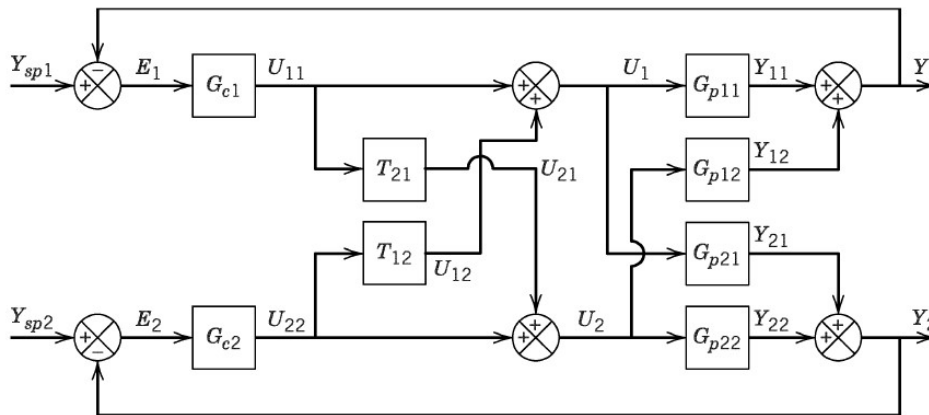 Y_{sp1}
+
−
E_1
G_{c1}
U_{11}
+
+
U_1
G_{p11}
Y_{11}
+
+
Y
T_{21}
U_{21}
G_{p12}
Y_{12}
T_{12}
U_{12}
G_{p21}
Y_{21}
Y_{sp2}
+
−
E_2
G_{c2}
U_{22}
+
+
U_2
G_{p22}
Y_{22}
+
+
Y_2